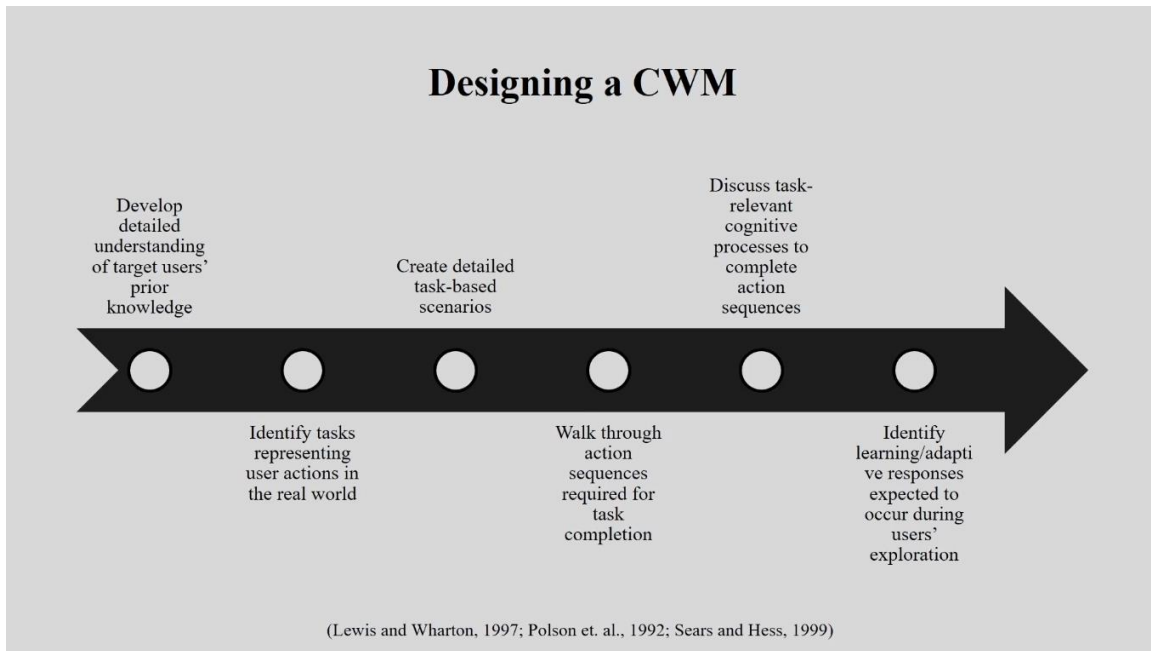 Designing a CWM
Develop
detailed
understanding
of target users’
prior
knowledge
Identify tasks
representing
user actions in
the real world
Create detailed
task-based
scenarios
Walk through
action
sequences
required for
task
completion
Discuss task-
relevant
cognitive
processes to
complete
action
sequences
Identify
learning/adapti
ve responses
expected to
occur during
users’
exploration
(Lewis and Wharton, 1997; Polson et. al., 1992; Sears and Hess, 1999)